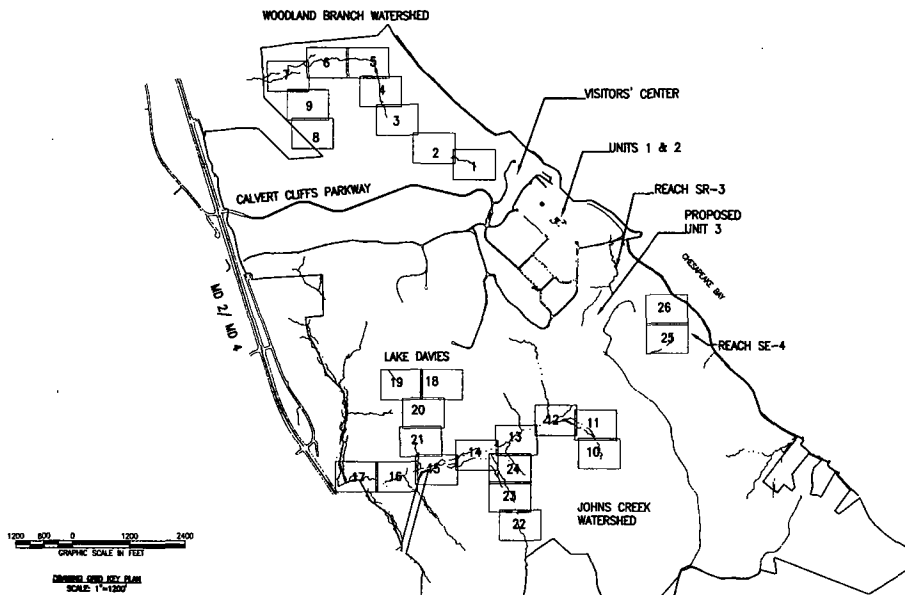 WOODLAND BRANCH WATERSHED
6
5
7
4
9
3
8
2
1
VISITORS' CENTER
UNITS 1 & 2
CALVERT CLIFFS PARKWAY
REACH SR-3
PROPOSED
UNIT 3
CHESAPEAKE BAY
MD 2/ MD 4
26
25
REACH SE-4
LAKE DAVIES
19
18
20
12
11
21
13
10
14
15
24
17
16
23
22
JOHNS CREEK
WATERSHED
1200 600 0 1200 2400
GRAPHIC SCALE IN FEET
DRAWING GRID KEY PLAN
SCALE: 1"=1200'